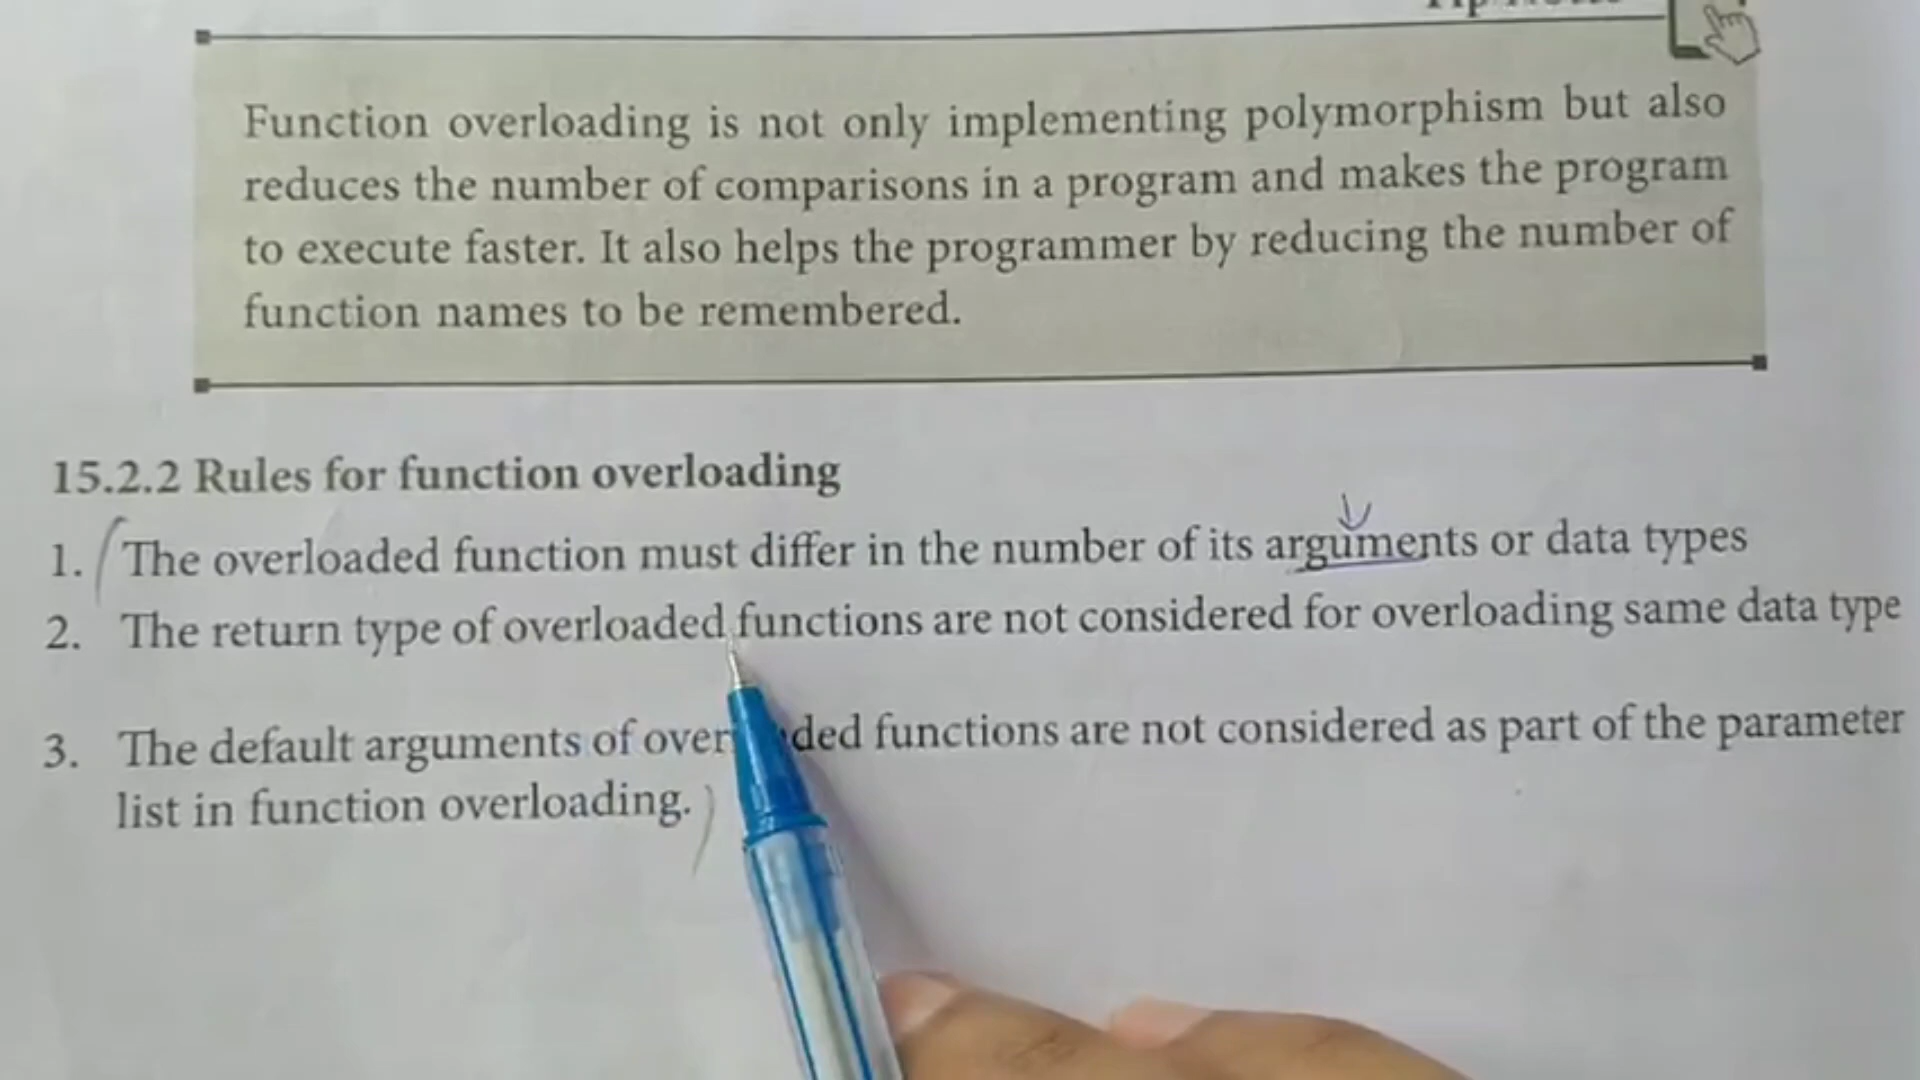 Function overloading is not only implementing polymorphism but also
reduces the number of comparisons in a program and makes the program
to execute faster. It also helps the programmer by reducing the number of
function names to be remembered.
15.2.2 Rules for function overloading
1. The overloaded function must differ in the number of its arguments or data types
2. The return type of overloaded functions are not considered for overloading same data type
3. The default arguments of functions are not considered as part of the parameter
list in function overloading.